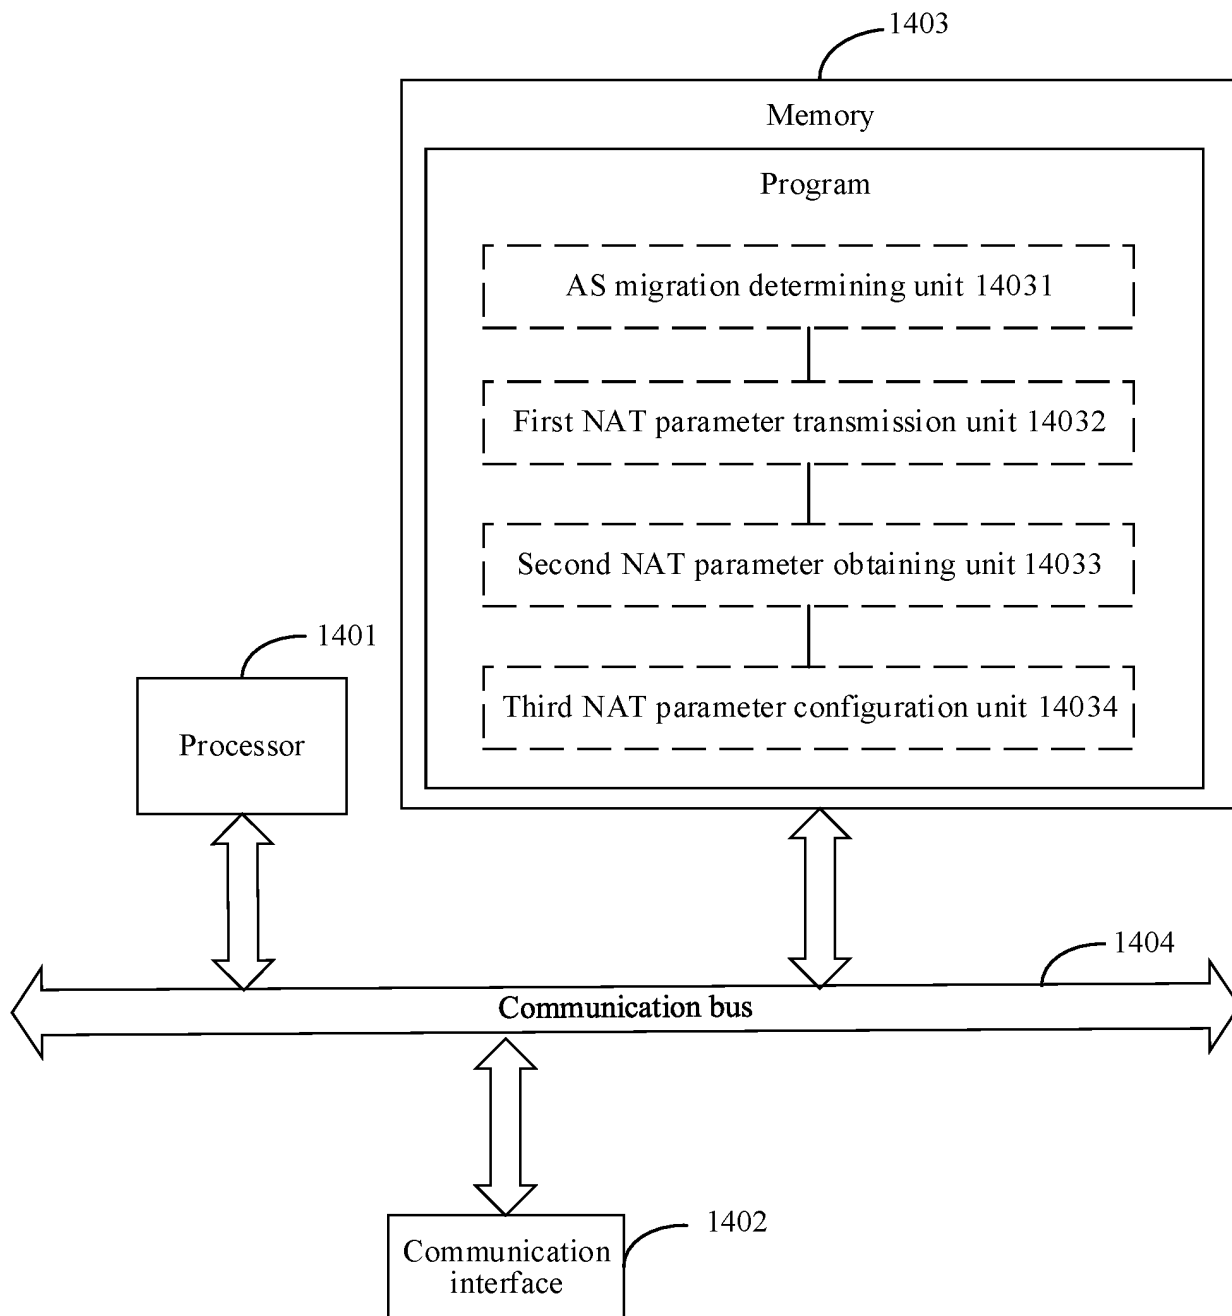 1403
Memory
Program
AS migration determining unit 14031
First NAT parameter transmission unit 14032
Second NAT parameter obtaining unit 14033
Third NAT parameter configuration unit 14034
1401
Processor
1404
Communication bus
1402
Communication
interface